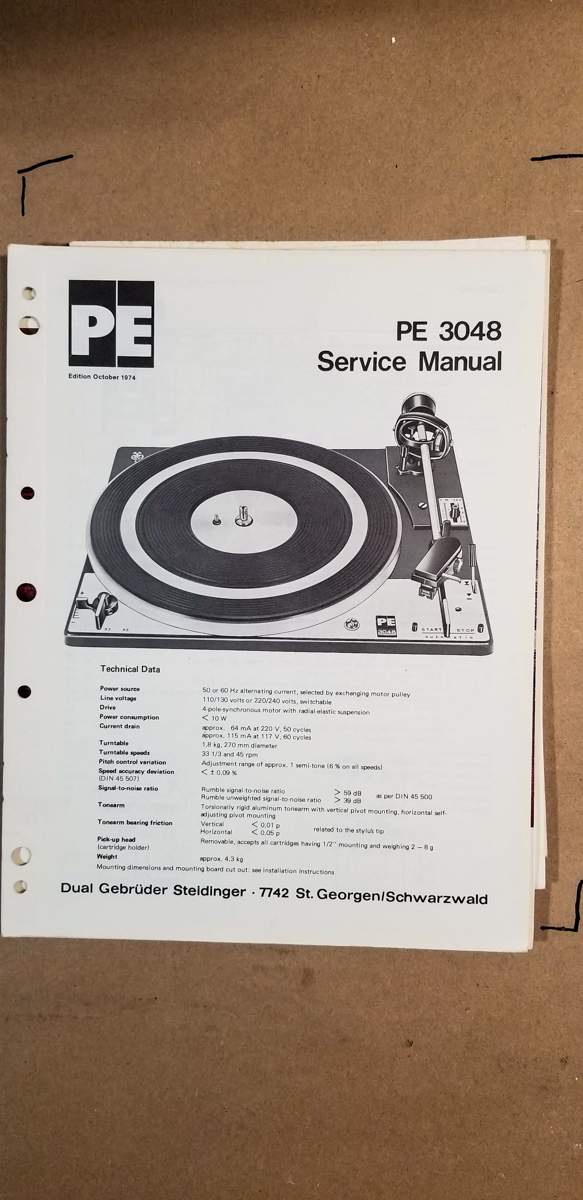 PE
Edition October 1974
PE 3048
Service Manual
33 45
PE
3048
START STOP
Technical Data
Power source 50 or 60 Hz alternating current, selected by exchanging motor pulley
Line voltage 110/130 volts or 220/240 volts, switchable
Drive 4-pole-synchronous motor with radial-elastic suspension
Power consumption < 10 W
Current drain approx. 64 mA at 220 V, 50 cycles
approx. 115 mA at 117 V, 60 cycles
Turntable 1,8 kg, 270 mm diameter
Turntable speeds 33 1/3 and 45 rpm
Pitch control variation Adjustment range of approx. 1 semi-tone (6 % on all speeds)
Speed accuracy deviation < ± 0,09 %
(DIN 45 507)
Signal-to-noise ratio Rumble signal-to-noise ratio > 59 dB as per DIN 45 500
Rumble unweighted signal-to-noise ratio > 39 dB
Tonearm Torsionally rigid aluminum tonearm with vertical pivot mounting, horizontal self-
adjusting pivot mounting
Tonearm bearing friction Vertical < 0,01 p related to the stylus tip
Horizontal < 0,05 p
Pick-up head Removable, accepts all cartridges having 1/2" mounting and weighing 2 – 8 g
(cartridge holder)
Weight approx. 4.3 kg
Mounting dimensions and mounting board cut out: see installation instructions
Dual Gebrüder Steidinger · 7742 St. Georgen/Schwarzwald